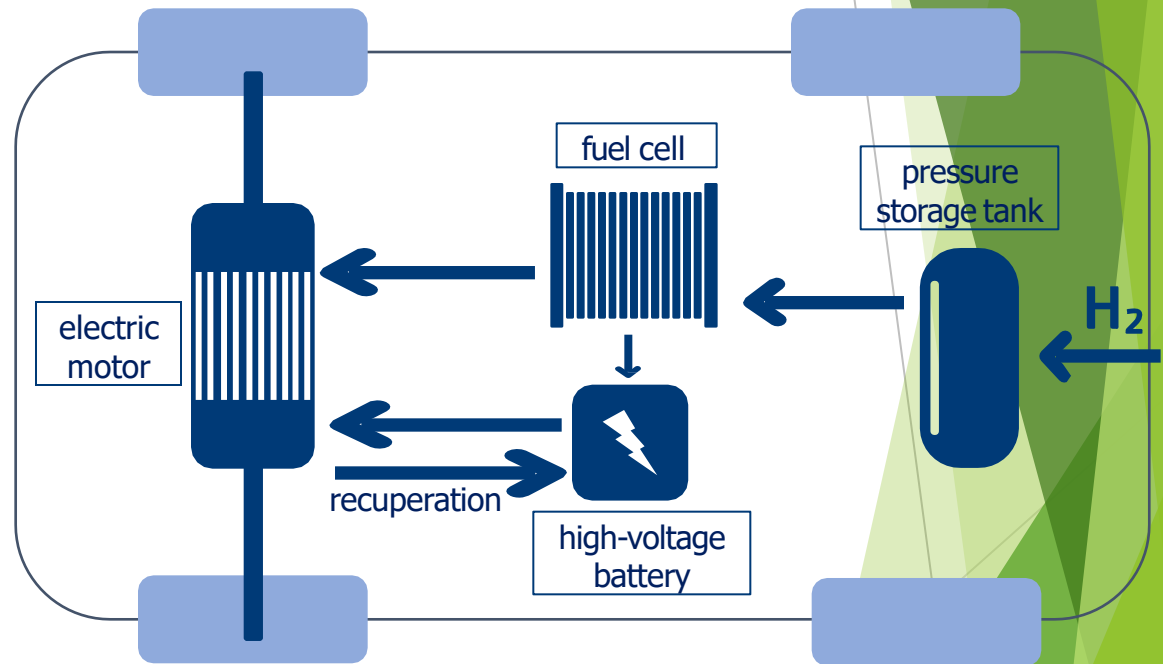 fuel cell
pressure
storage tank
H₂
electric
motor
recuperation
high-voltage
battery